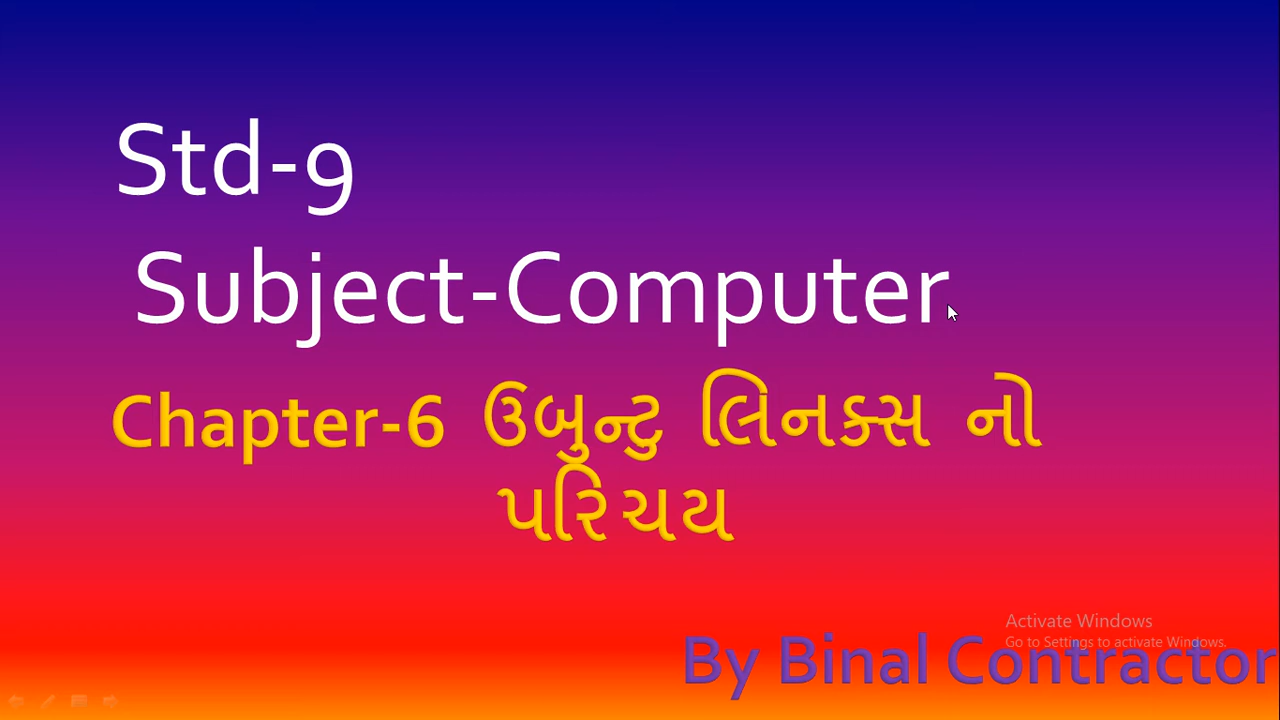 Std-9
Subject-Computer
Chapter-6 ઉબુન્ટુ લિનક્સ નો
પરિચય
Activate Windows
Go to Settings to activate Windows.
By Binal Contractor